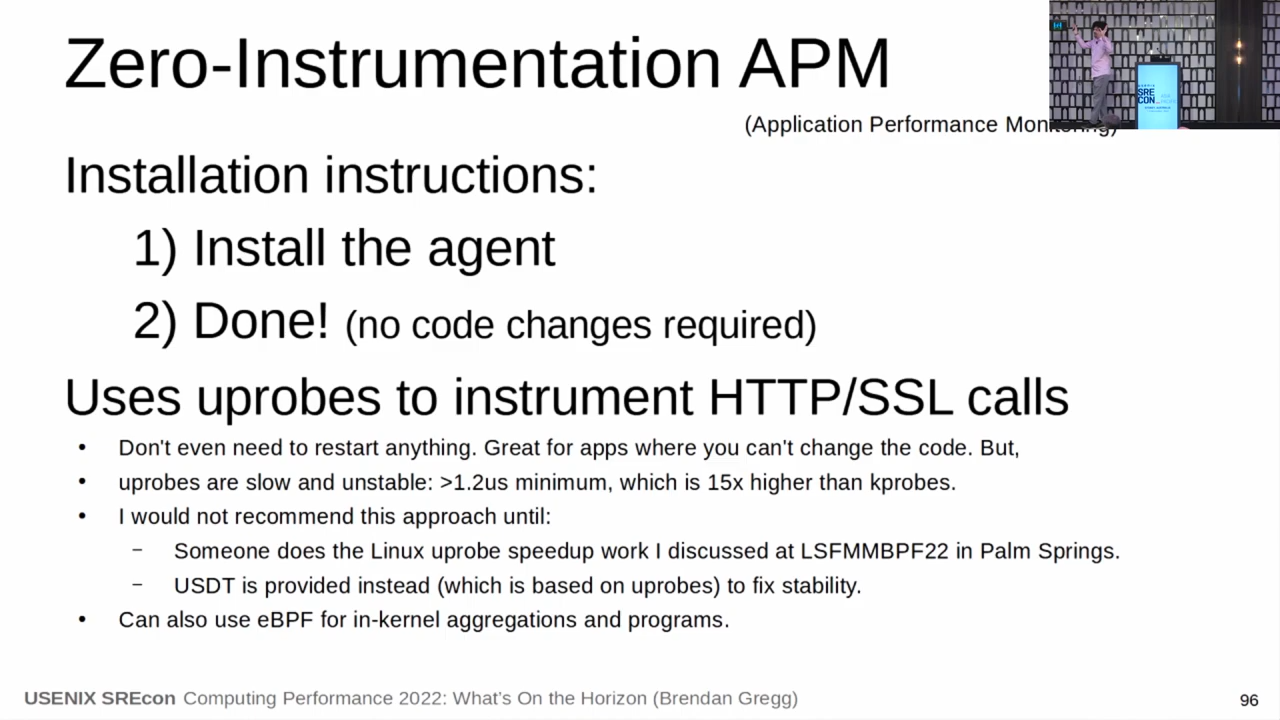 Zero-Instrumentation APM
(Application Performance Monitoring)
Installation instructions:
1) Install the agent
2) Done! (no code changes required)
Uses uprobes to instrument HTTP/SSL calls
• Don't even need to restart anything. Great for apps where you can't change the code. But,
• uprobes are slow and unstable: >1.2us minimum, which is 15x higher than kprobes.
• I would not recommend this approach until:
– Someone does the Linux uprobe speedup work I discussed at LSFMMBPF22 in Palm Springs.
– USDT is provided instead (which is based on uprobes) to fix stability.
• Can also use eBPF for in-kernel aggregations and programs.
USENIX SREcon Computing Performance 2022: What's On the Horizon (Brendan Gregg)
96
SRE
CON